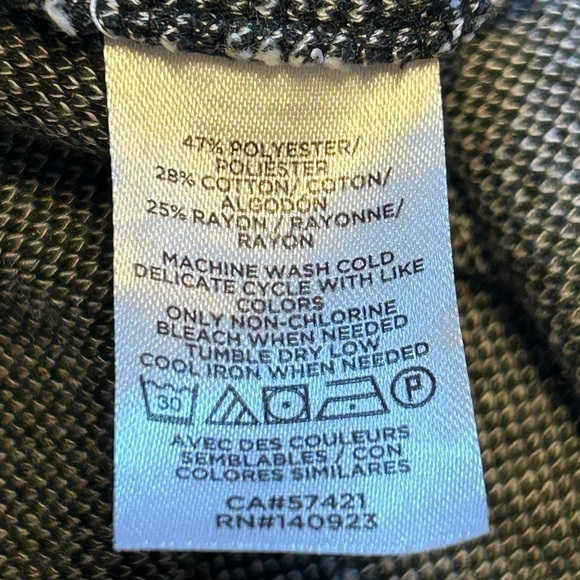 47% POLYESTER/
POLIESTER
28% COTTON/ COTON/
ALGODON
25% RAYON / RAYONNE/
RAYON
MACHINE WASH COLD
DELICATE CYCLE WITH LIKE
COLORS
ONLY NON-CHLORINE
BLEACH WHEN NEEDED
TUMBLE DRY LOW
COOL IRON WHEN NEEDED
30 P
AVEC DES COULEURS
SEMBLABLES / CON
COLORES SIMILARES
CA#57421
RN#140923